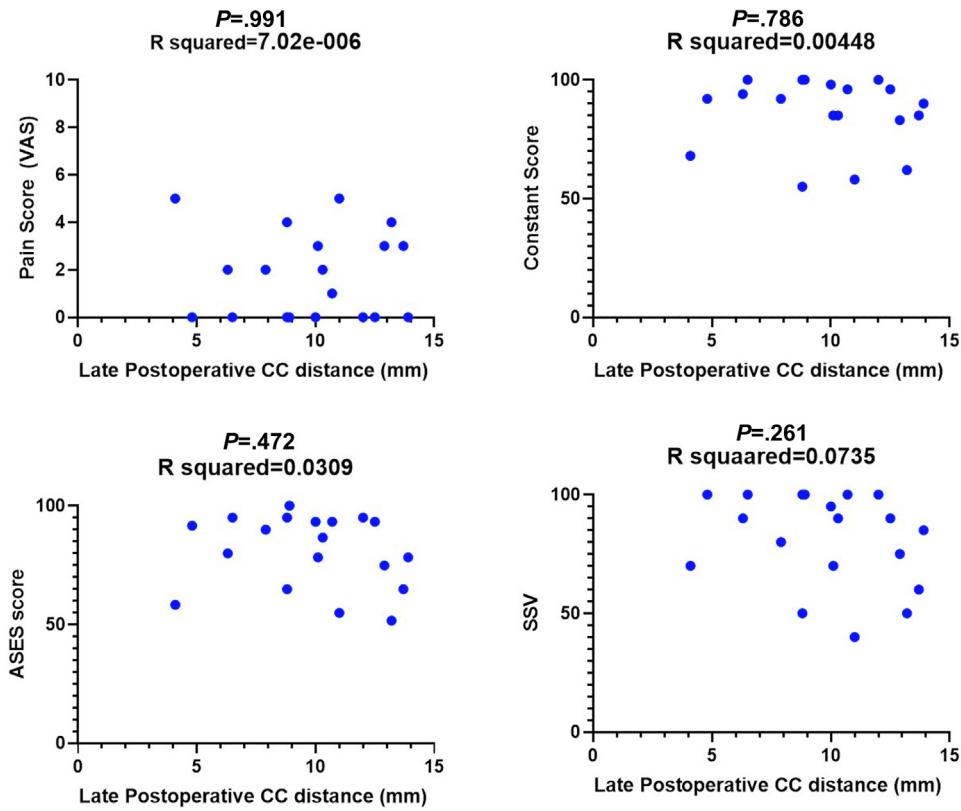 P=.991
R squared=7.02e-006
10
8
6
4
2
0
Pain Score (VAS)
0 5 10 15
Late Postoperative CC distance (mm)
P=.786
R squared=0.00448
100
50
0
Constant Score
0 5 10 15
Late Postoperative CC distance (mm)
P=.472
R squared=0.0309
100
50
0
ASES score
0 5 10 15
Late Postoperative CC distance (mm)
P=.261
R squaared=0.0735
100
50
0
SSV
0 5 10 15
Late Postoperative CC distance (mm)